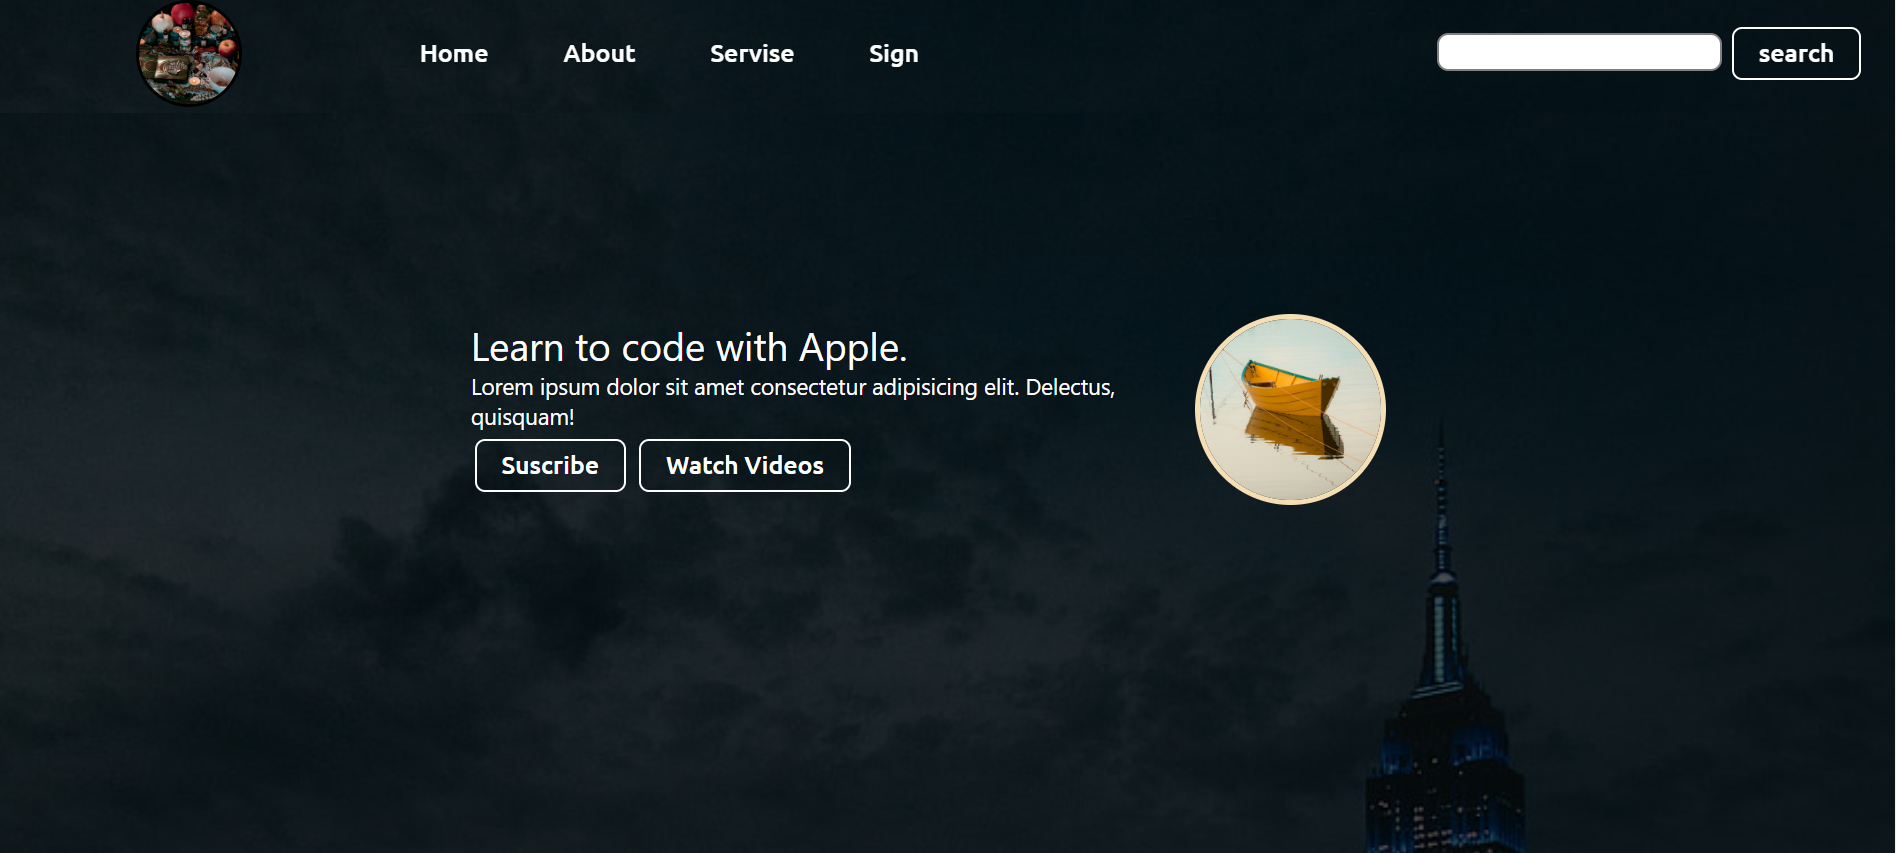 Home About Servise Sign search
Learn to code with Apple.
Lorem ipsum dolor sit amet consectetur adipisicing elit. Delectus,
quisquam!
Suscribe Watch Videos